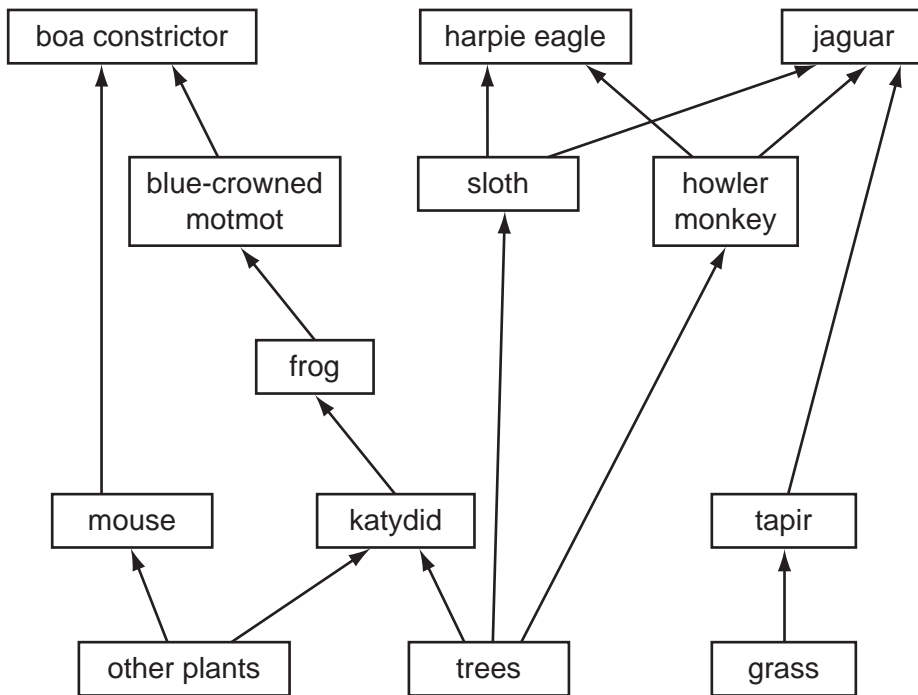 boa constrictor
harpie eagle
jaguar
blue-crowned
motmot
sloth
howler
monkey
frog
mouse
katydid
tapir
other plants
trees
grass